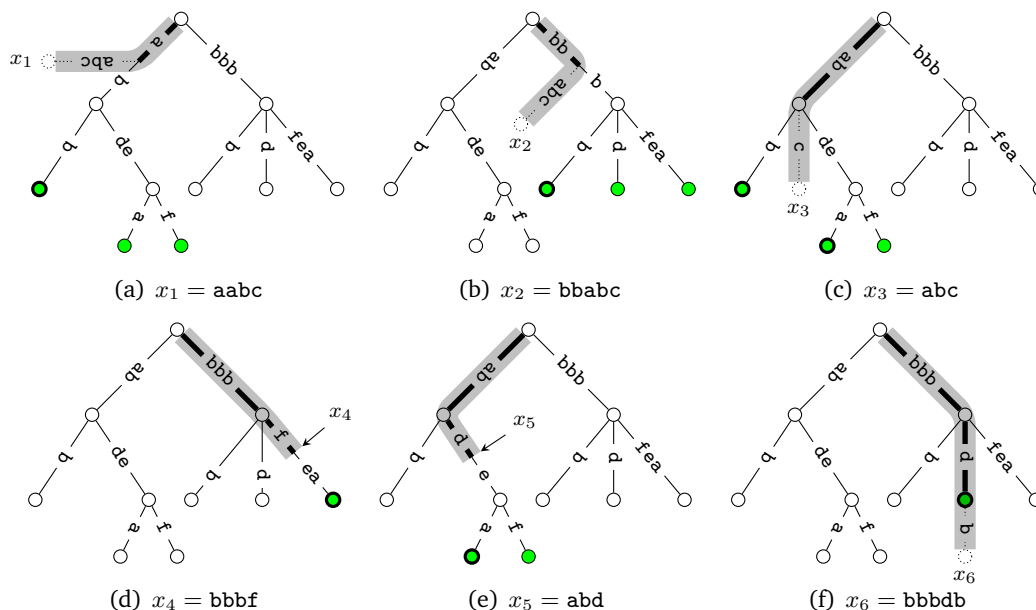 a
x₁
abc
b
bbb
b
de
b
d
fea
a
f
(a) x₁ = aabc
bb
ab
abc
b
x₂
b
de
b
d
fea
a
f
(b) x₂ = bbabc
ab
bbb
b
c
de
b
d
fea
x₃
a
f
(c) x₃ = abc
ab
bbb
x₄
b
de
b
d
f
ea
a
f
(d) x₄ = bbbf
ab
bbb
x₅
b
d
e
b
d
fea
a
f
(e) x₅ = abd
ab
bbb
b
de
b
d
fea
a
f
b
x₆
(f) x₆ = bbbdb